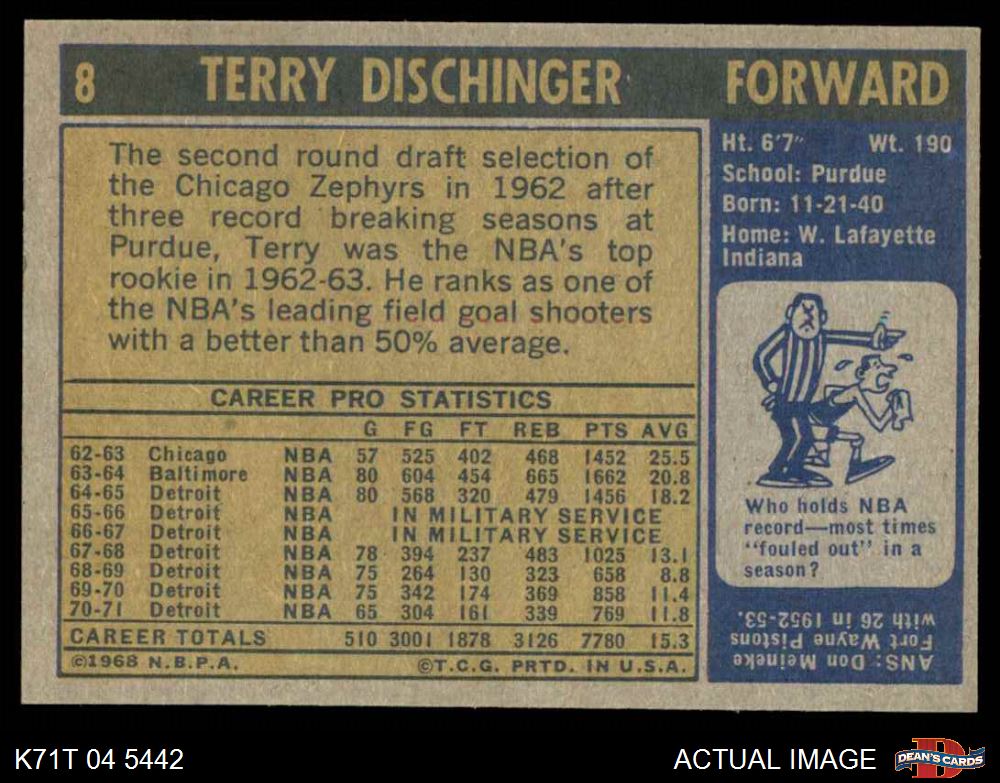 8 TERRY DISCHINGER FORWARD
The second round draft selection of
the Chicago Zephyrs in 1962 after
three record breaking seasons at
Purdue, Terry was the NBA's top
rookie in 1962-63. He ranks as one of
the NBA's leading field goal shooters
with a better than 50% average.
Ht. 6'7" Wt. 190
School: Purdue
Born: 11-21-40
Home: W. Lafayette
Indiana
CAREER PRO STATISTICS
G FG FT REB PTS AVG
62-63 Chicago NBA 57 525 402 468 1452 25.5
63-64 Baltimore NBA 80 604 454 665 1662 20.8
64-65 Detroit NBA 80 568 320 479 1456 18.2
65-66 Detroit NBA IN MILITARY SERVICE
66-67 Detroit NBA IN MILITARY SERVICE
67-68 Detroit NBA 78 394 237 483 1025 13.1
68-69 Detroit NBA 75 264 130 323 658 8.8
69-70 Detroit NBA 75 342 174 369 858 11.4
70-71 Detroit NBA 65 304 161 339 769 11.8
CAREER TOTALS 510 3001 1878 3126 7780 15.3
©1968 N.B.P.A. ©T.C.G. PRTD. IN U.S.A.
Who holds NBA
record—most times
"fouled out" in a
season?
ANS: Don Meineke
Fort Wayne Pistons
with 26 in 1952-53.
K71T 04 5442
ACTUAL IMAGE
D
DEAN'S CARDS